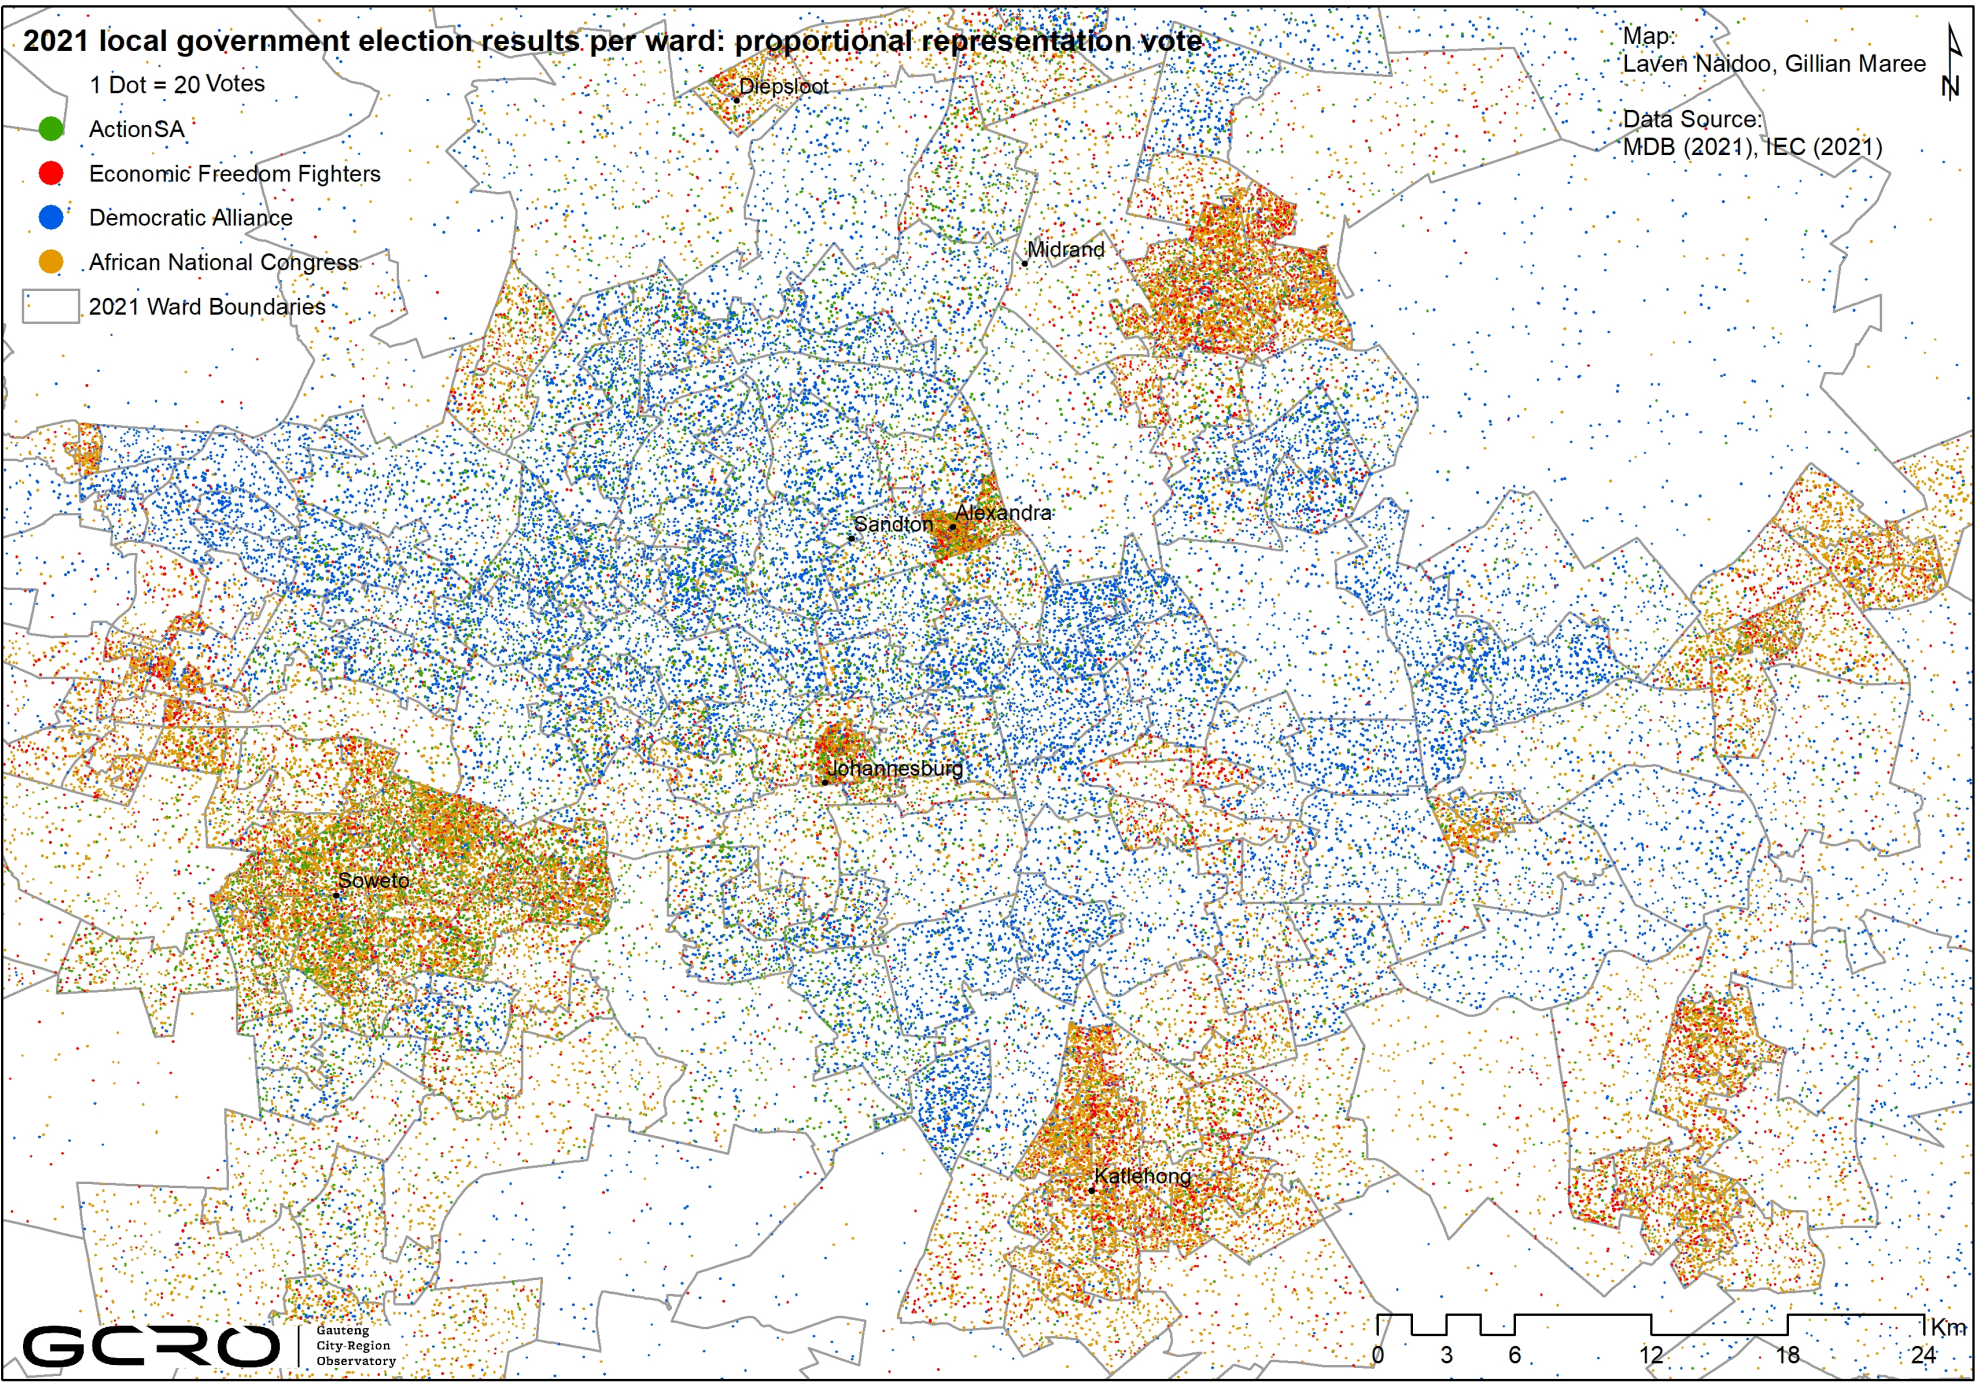 2021 local government election results per ward: proportional representation vote
1 Dot = 20 Votes
ActionSA
Economic Freedom Fighters
Democratic Alliance
African National Congress
2021 Ward Boundaries
Map:
Laven Naidoo, Gillian Maree
Data Source:
MDB (2021), IEC (2021)
N
Diepsloot
Midrand
Sandton
Alexandra
Johannesburg
Soweto
Katlehong
GCRO
Gauteng
City-Region
Observatory
Km
0 3 6 12 18 24